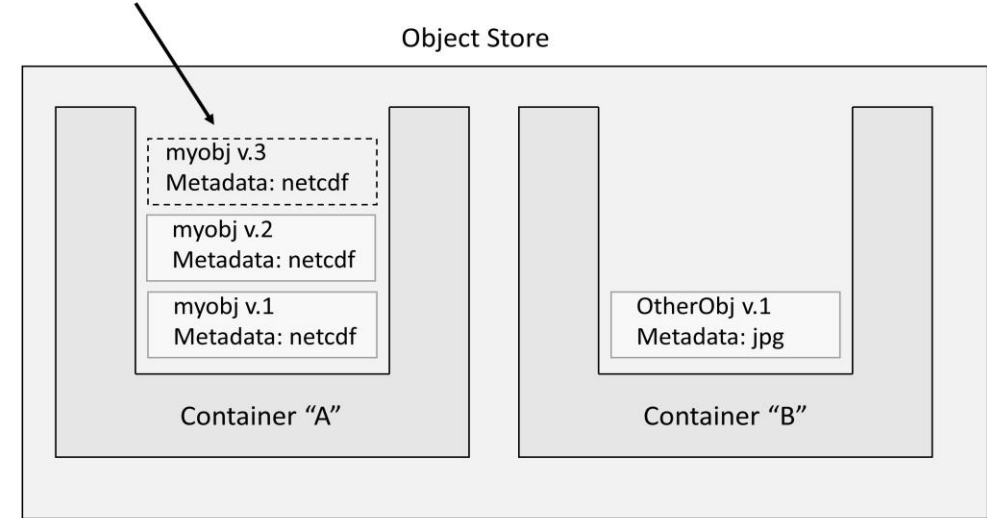 Object Store
myobj v.3
Metadata: netcdf
myobj v.2
Metadata: netcdf
myobj v.1
Metadata: netcdf
Container “A”
OtherObj v.1
Metadata: jpg
Container “B”